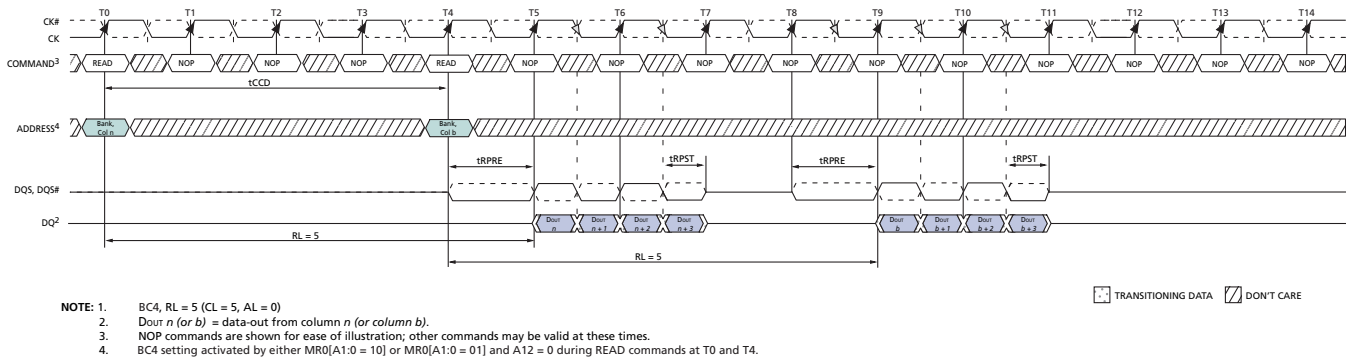 T0 T1 T2 T3 T4 T5 T6 T7 T8 T9 T10 T11 T12 T13 T14
CK#
CK
COMMAND3 READ NOP NOP NOP READ NOP NOP NOP NOP NOP NOP NOP NOP NOP NOP
tCCD
ADDRESS4 Bank, Col n Bank, Col b
tRPRE tRPST tRPRE tRPST
DQS, DQS#
DQ2 DOUT n DOUT n + 1 DOUT n + 2 DOUT n + 3 DOUT b DOUT b + 1 DOUT b + 2 DOUT b + 3
RL = 5
RL = 5
TRANSITIONING DATA DON'T CARE
NOTE: 1. BC4, RL = 5 (CL = 5, AL = 0)
2. DOUT n (or b) = data-out from column n (or column b).
3. NOP commands are shown for ease of illustration; other commands may be valid at these times.
4. BC4 setting activated by either MR0[A1:0 = 10] or MR0[A1:0 = 01] and A12 = 0 during READ commands at T0 and T4.